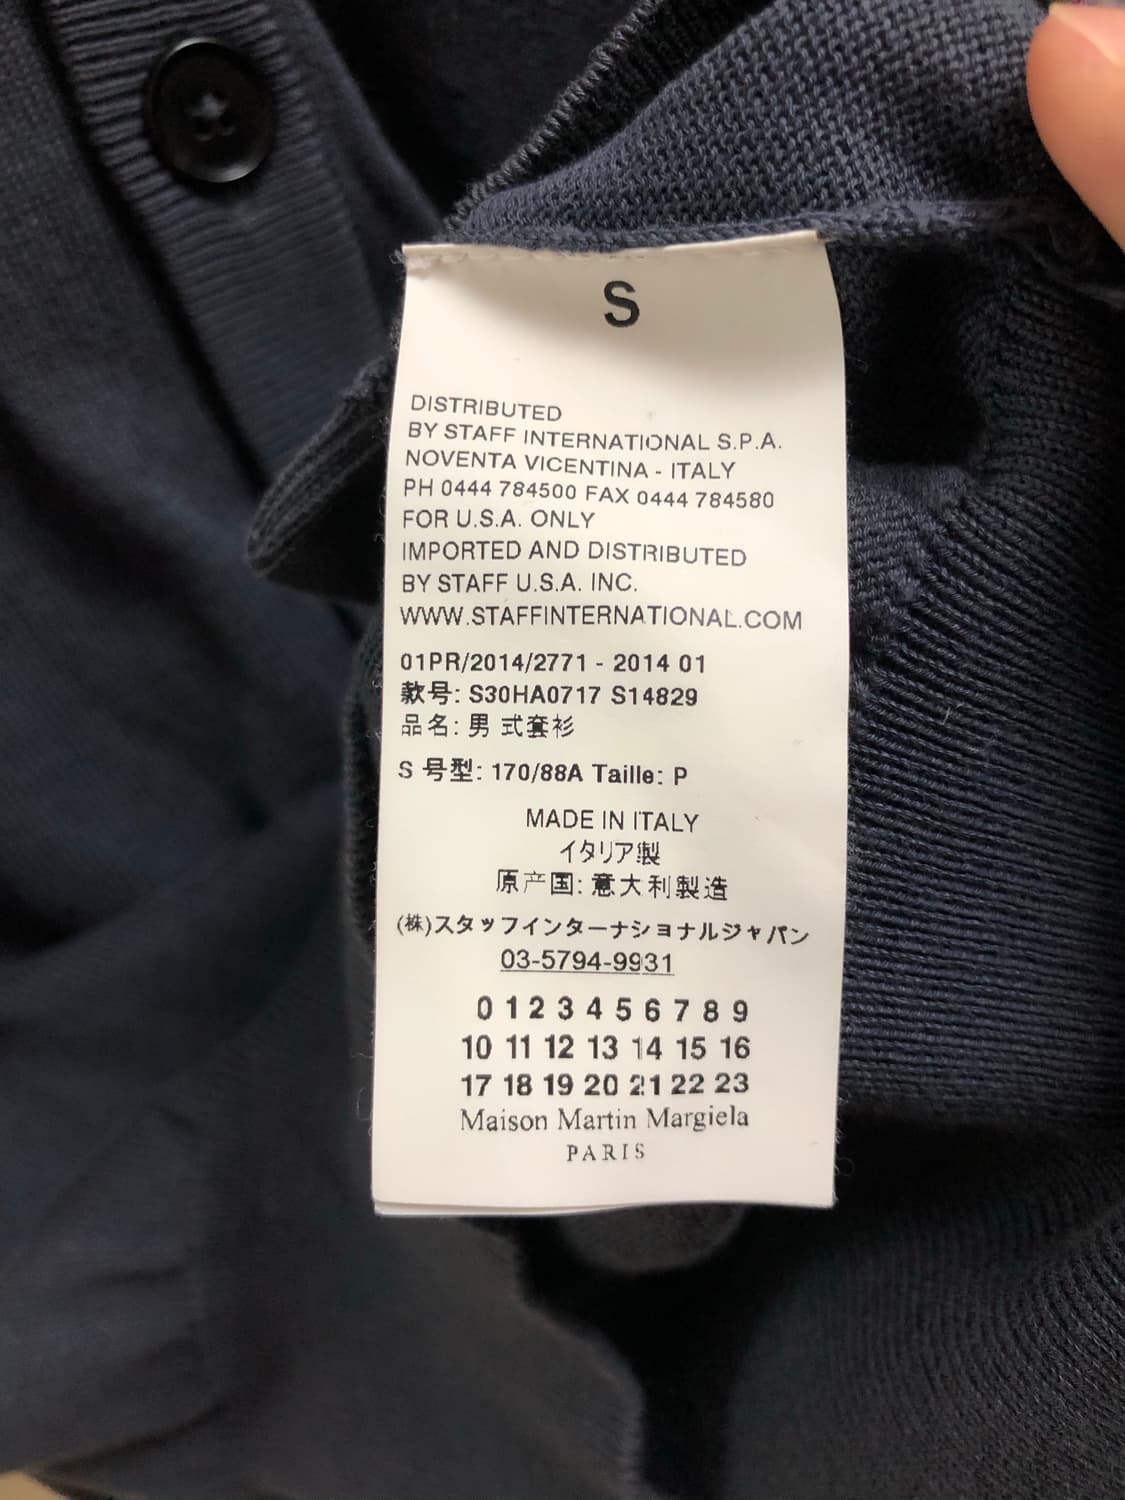 S
DISTRIBUTED
BY STAFF INTERNATIONAL S.P.A.
NOVENTA VICENTINA - ITALY
PH 0444 784500 FAX 0444 784580
FOR U.S.A. ONLY
IMPORTED AND DISTRIBUTED
BY STAFF U.S.A. INC.
WWW.STAFFINTERNATIONAL.COM
01PR/2014/2771 - 2014 01
款号: S30HA0717 S14829
品名: 男 式套衫
S 号型: 170/88A Taille: P
MADE IN ITALY
イタリア製
原产国: 意大利製造
(株)スタッフインターナショナルジャパン
03-5794-9931
0 1 2 3 4 5 6 7 8 9
10 11 12 13 14 15 16
17 18 19 20 21 22 23
Maison Martin Margiela
PARIS